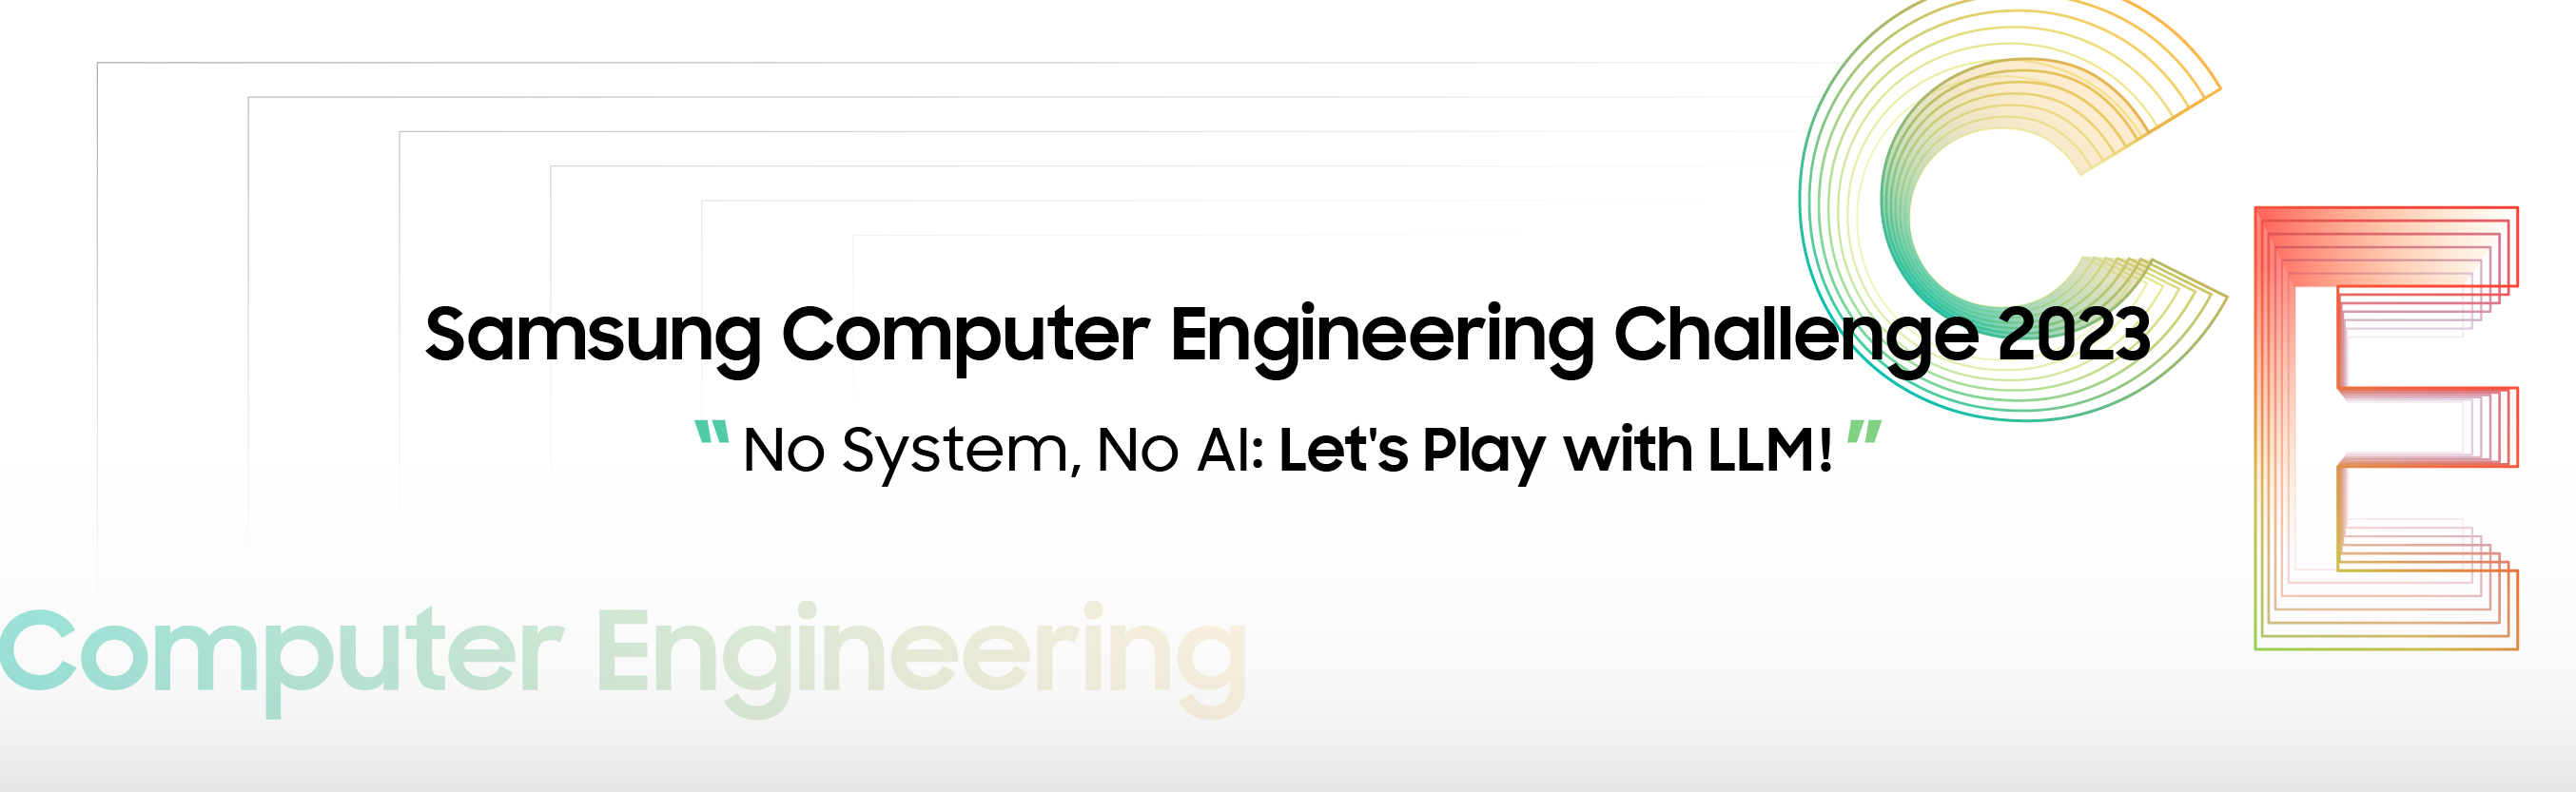 Samsung Computer Engineering Challenge 2023
“No System, No AI: Let's Play with LLM!”
Computer Engineering
CE